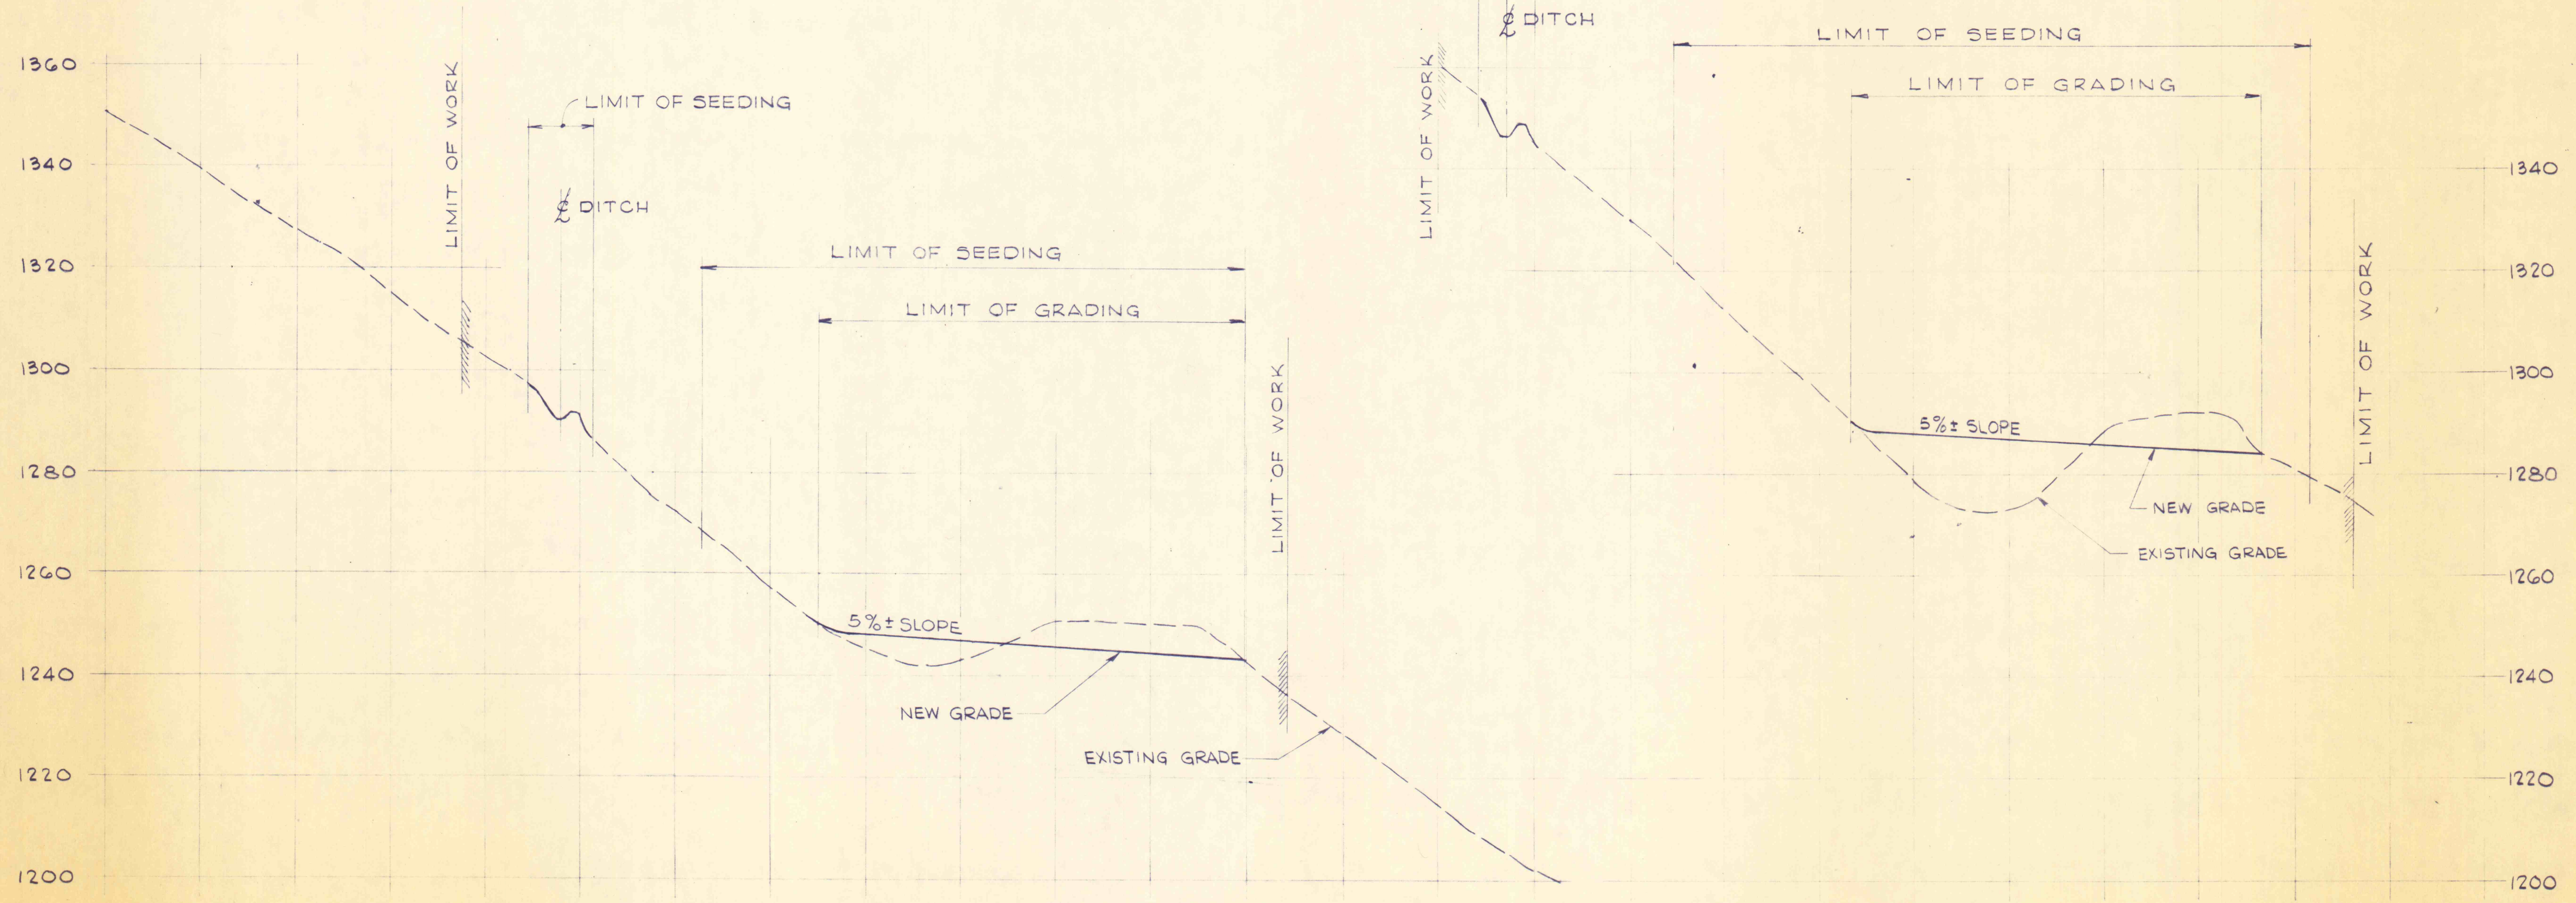 1360
1340
1320
1300
1280
1260
1240
1220
1200
LIMIT OF WORK
LIMIT OF SEEDING
℄ DITCH
LIMIT OF SEEDING
LIMIT OF GRADING
LIMIT OF WORK
5% ± SLOPE
NEW GRADE
EXISTING GRADE
℄ DITCH
LIMIT OF WORK
LIMIT OF SEEDING
LIMIT OF GRADING
LIMIT OF WORK
5% ± SLOPE
NEW GRADE
EXISTING GRADE
1340
1320
1300
1280
1260
1240
1220
1200